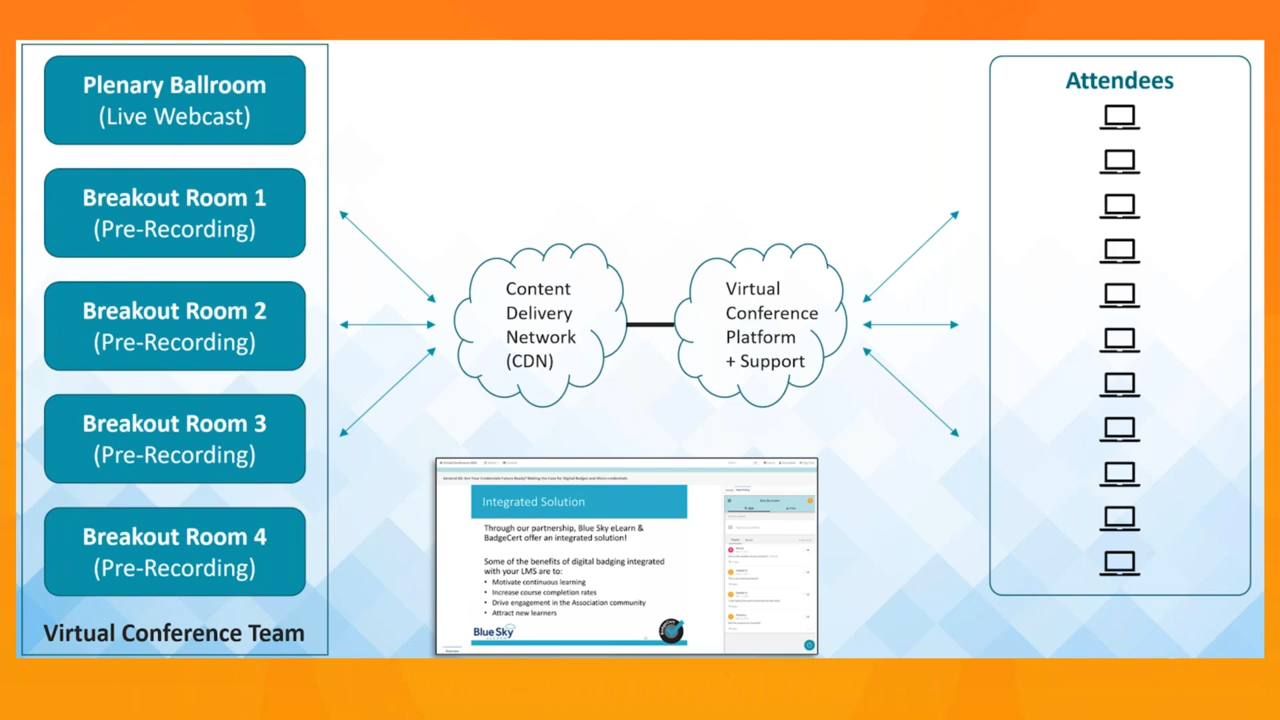 Plenary Ballroom
(Live Webcast)
Breakout Room 1
(Pre-Recording)
Breakout Room 2
(Pre-Recording)
Breakout Room 3
(Pre-Recording)
Breakout Room 4
(Pre-Recording)
Virtual Conference Team
Content
Delivery
Network
(CDN)
Virtual
Conference
Platform
+ Support
Attendees
Integrated Solution
Through our partnership, Blue Sky eLearn &
BadgeCert offer an integrated solution!
Some of the benefits of digital badging integrated
with your LMS are to:
• Motivate continuous learning
• Increase course completion rates
• Drive engagement in the Association community
• Attract new learners
Blue Sky